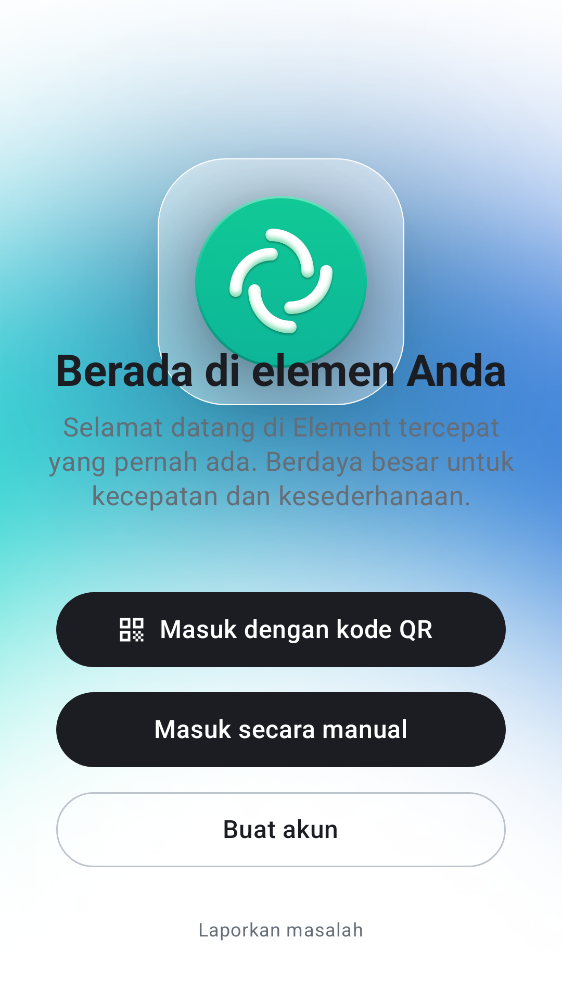 Berada di elemen Anda
Selamat datang di Element tercepat
yang pernah ada. Berdaya besar untuk
kecepatan dan kesederhanaan.
Masuk dengan kode QR
Masuk secara manual
Buat akun
Laporkan masalah